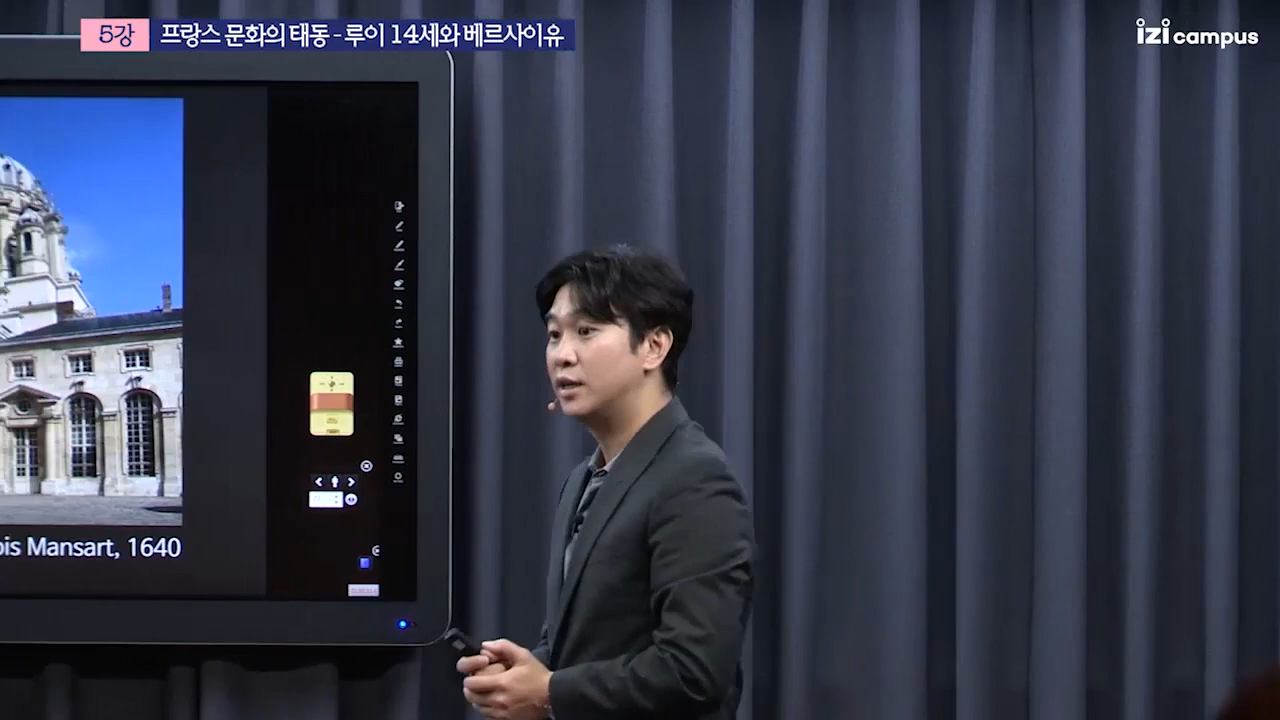 5강 프랑스 문화의 태동 - 루이 14세와 베르사이유
izi campus
ois Mansart, 1640